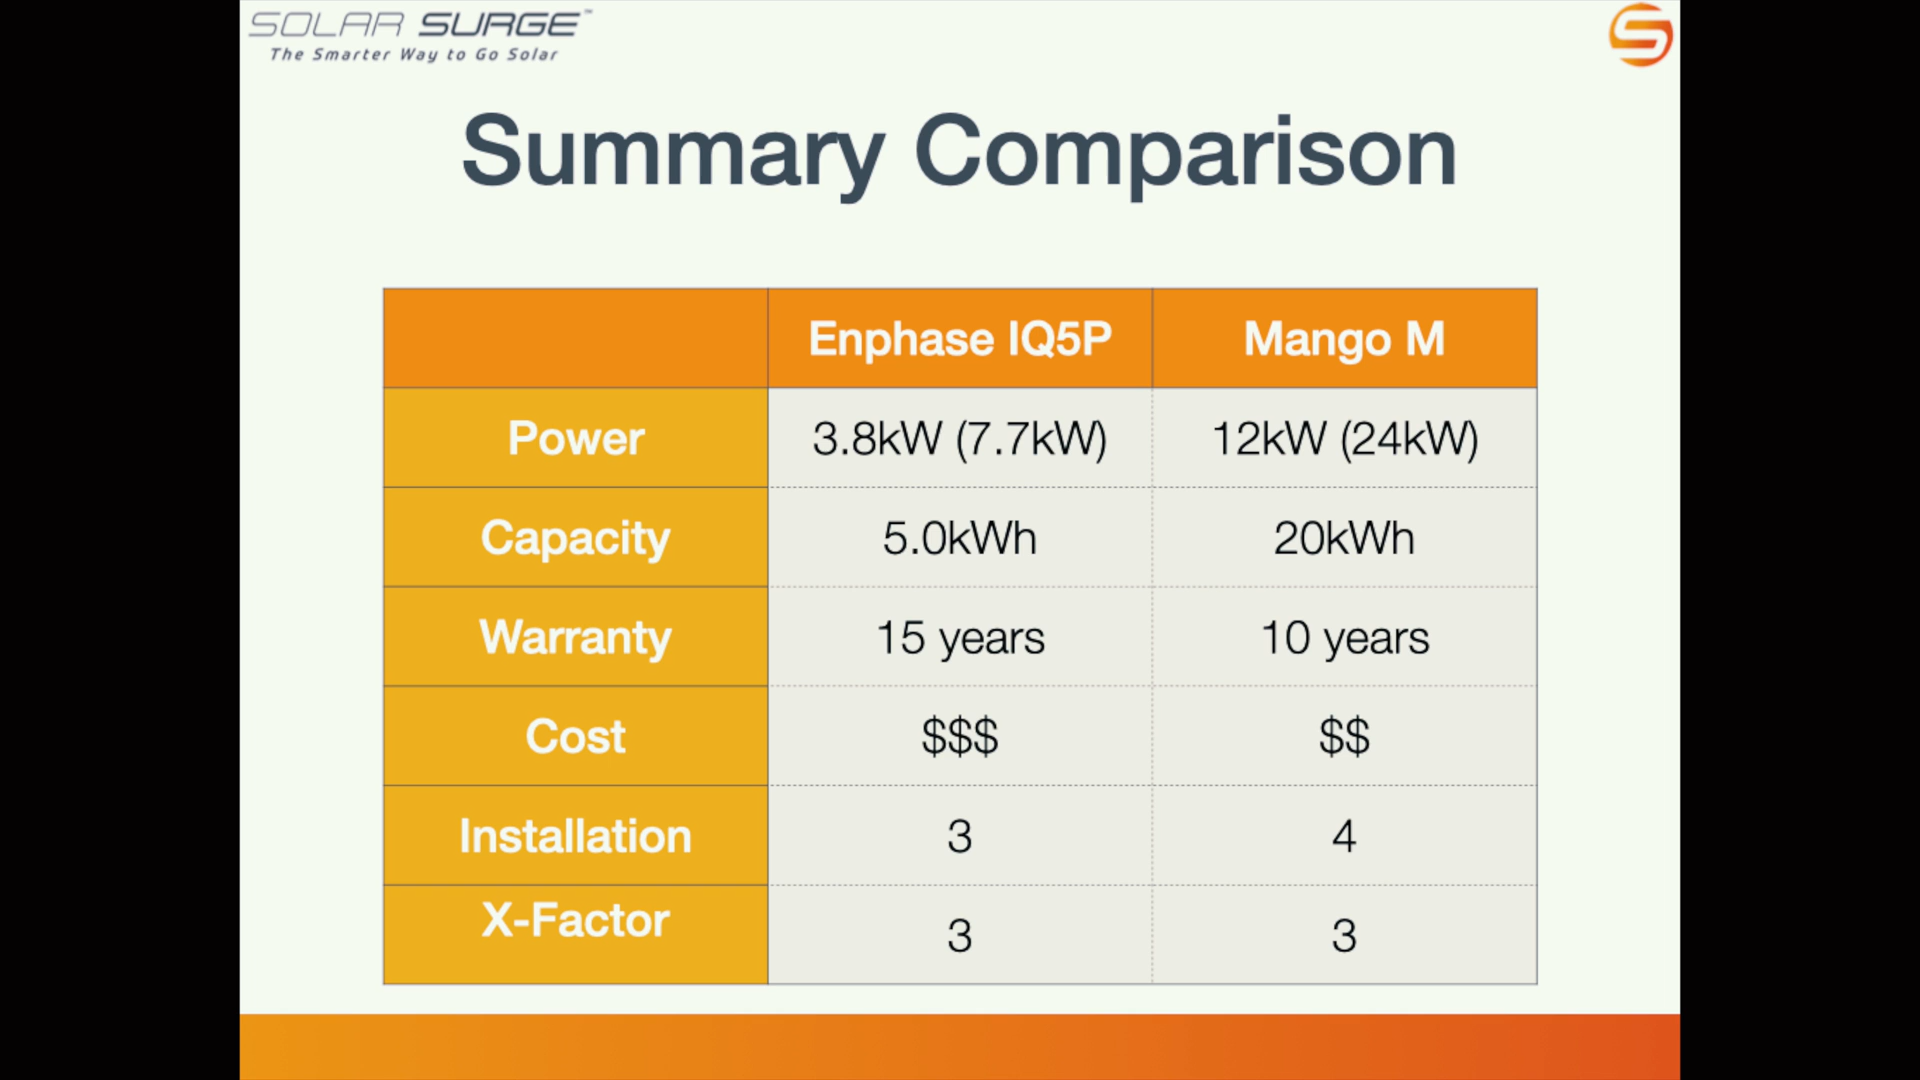 SOLAR SURGE™
The Smarter Way to Go Solar
S
Summary Comparison
Enphase IQ5P Mango M
Power 3.8kW (7.7kW) 12kW (24kW)
Capacity 5.0kWh 20kWh
Warranty 15 years 10 years
Cost $$$ $$
Installation 3 4
X-Factor 3 3